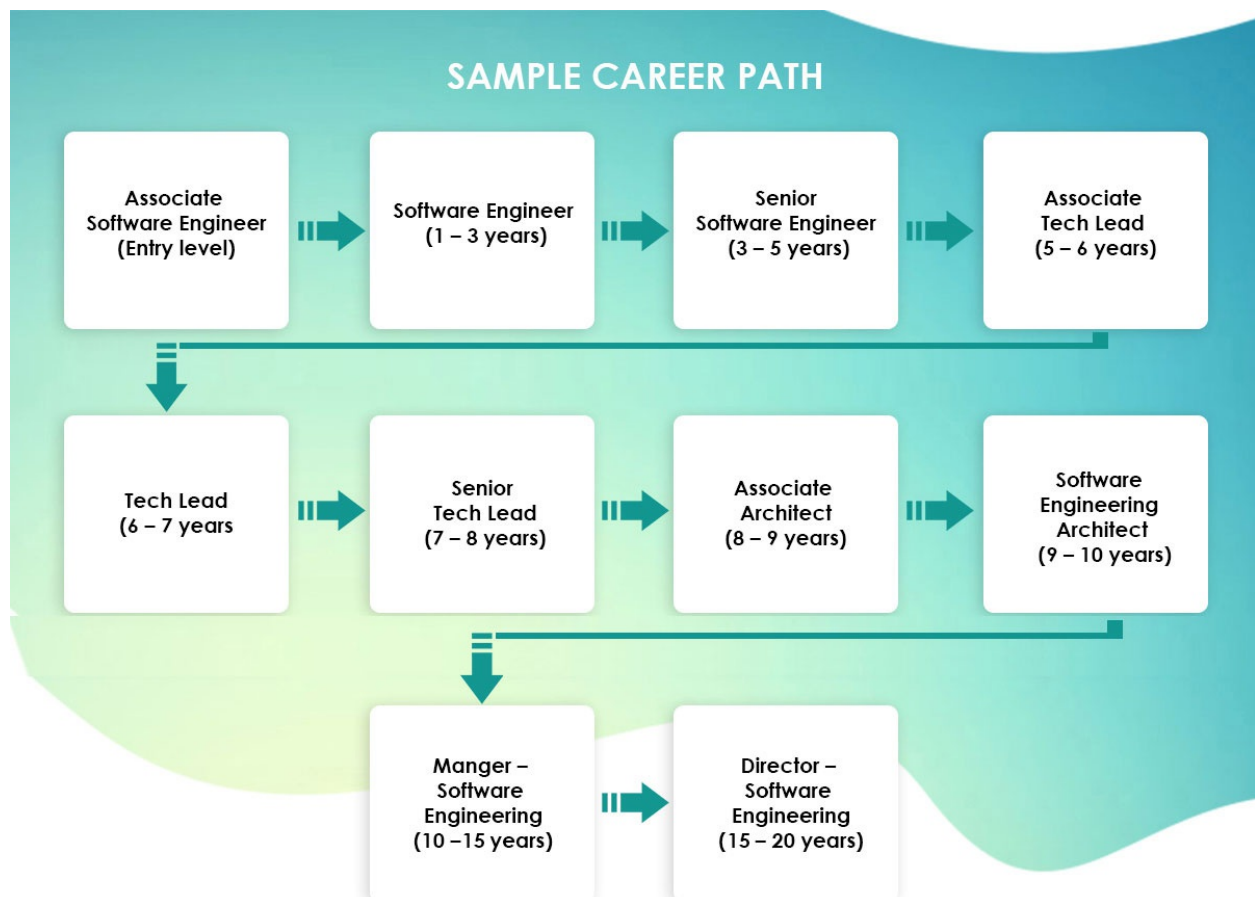 SAMPLE CAREER PATH
Associate
Software Engineer
(Entry level)
Software Engineer
(1 – 3 years)
Senior
Software Engineer
(3 – 5 years)
Associate
Tech Lead
(5 – 6 years)
Tech Lead
(6 – 7 years
Senior
Tech Lead
(7 – 8 years)
Associate
Architect
(8 – 9 years)
Software
Engineering
Architect
(9 – 10 years)
Manger –
Software
Engineering
(10 –15 years)
Director –
Software
Engineering
(15 – 20 years)